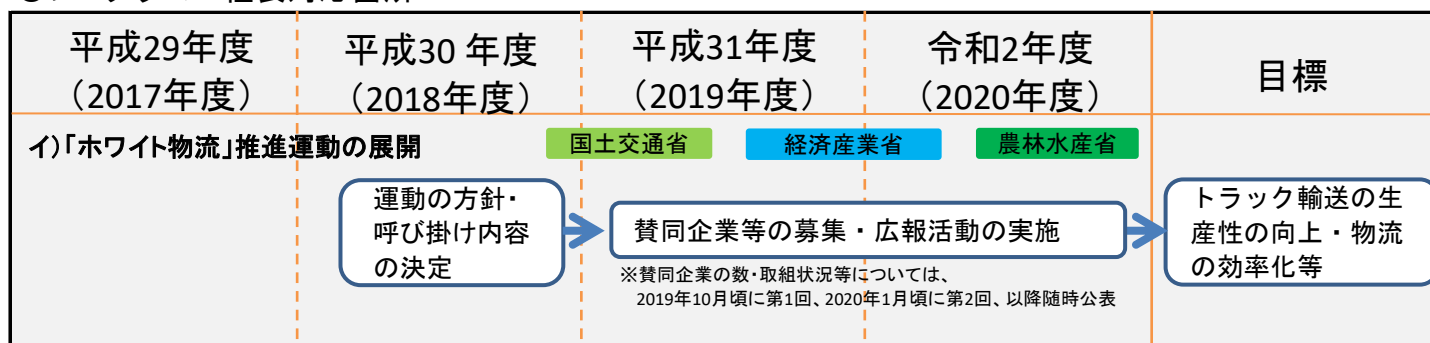 平成29年度
(2017年度)
平成30 年度
(2018年度)
平成31年度
(2019年度)
令和2年度
(2020年度)
目標
イ)「ホワイト物流」推進運動の展開
国土交通省
経済産業省
農林水産省
運動の方針・
呼び掛け内容
の決定
賛同企業等の募集・広報活動の実施
※賛同企業の数・取組状況等については、
2019年10月頃に第1回、2020年1月頃に第2回、以降随時公表
トラック輸送の生
産性の向上・物流
の効率化等